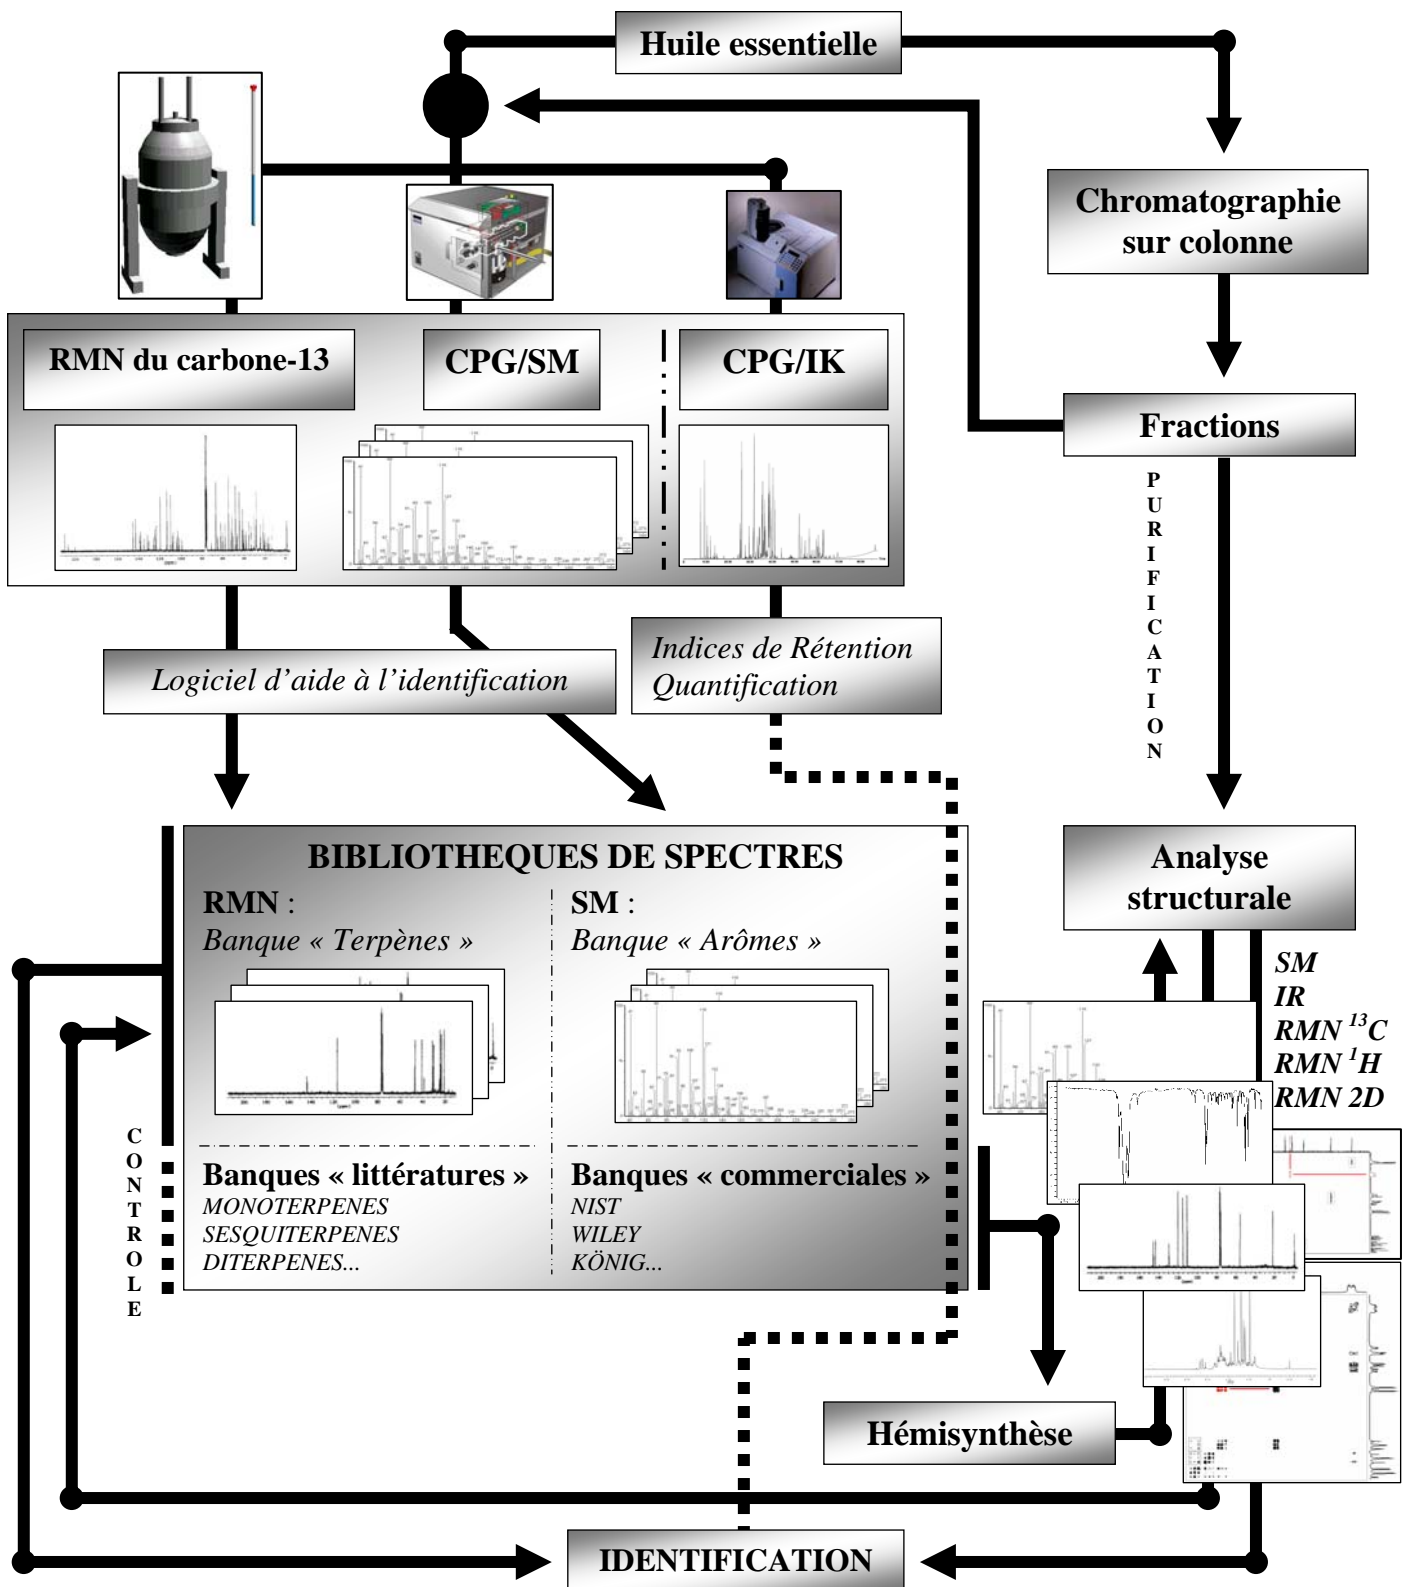 Huile essentielle
Chromatographie
sur colonne
RMN du carbone-13
CPG/SM
CPG/IK
Fractions
PURIFICATION
Logiciel d'aide à l'identification
Indices de Rétention
Quantification
BIBLIOTHEQUES DE SPECTRES
RMN :
Banque « Terpènes »
SM :
Banque « Arômes »
Banques « littératures »
MONOTERPENES
SESQUITERPENES
DITERPENES...
Banques « commerciales »
NIST
WILEY
KÖNIG...
CONTROLE
Analyse
structurale
SM
IR
RMN ¹³C
RMN ¹H
RMN 2D
Hémisynthèse
IDENTIFICATION